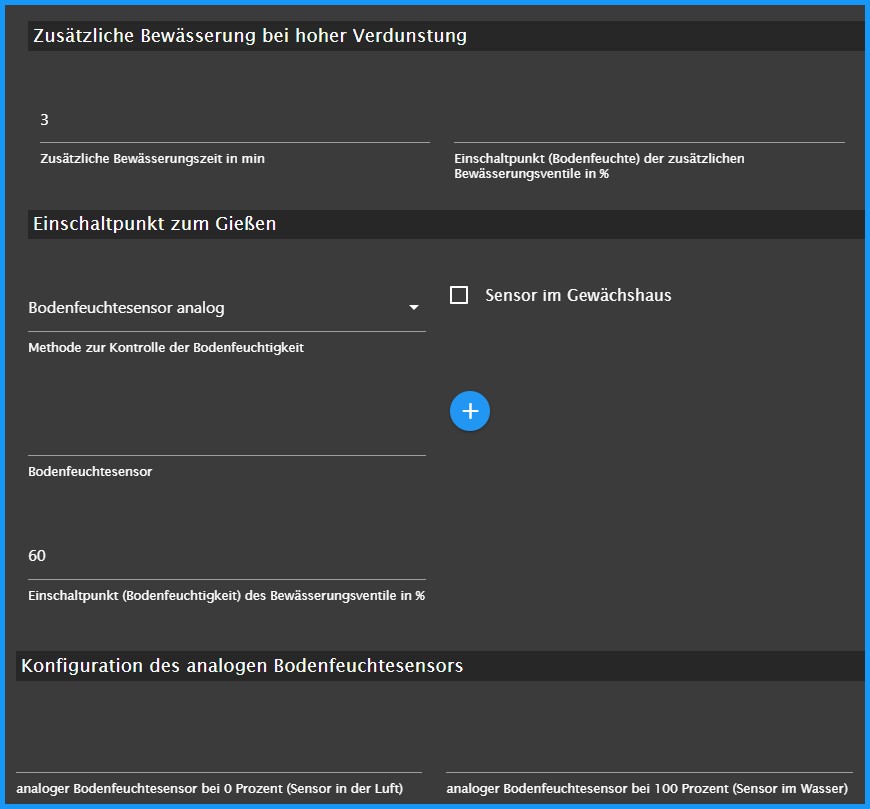 Zusätzliche Bewässerung bei hoher Verdunstung
3
Zusätzliche Bewässerungszeit in min
Einschaltpunkt (Bodenfeuchte) der zusätzlichen
Bewässerungsventile in %
Einschaltpunkt zum Gießen
Bodenfeuchtesensor analog
Sensor im Gewächshaus
Methode zur Kontrolle der Bodenfeuchtigkeit
+
Bodenfeuchtesensor
60
Einschaltpunkt (Bodenfeuchtigkeit) des Bewässerungsventile in %
Konfiguration des analogen Bodenfeuchtesensors
analoger Bodenfeuchtesensor bei 0 Prozent (Sensor in der Luft)
analoger Bodenfeuchtesensor bei 100 Prozent (Sensor im Wasser)